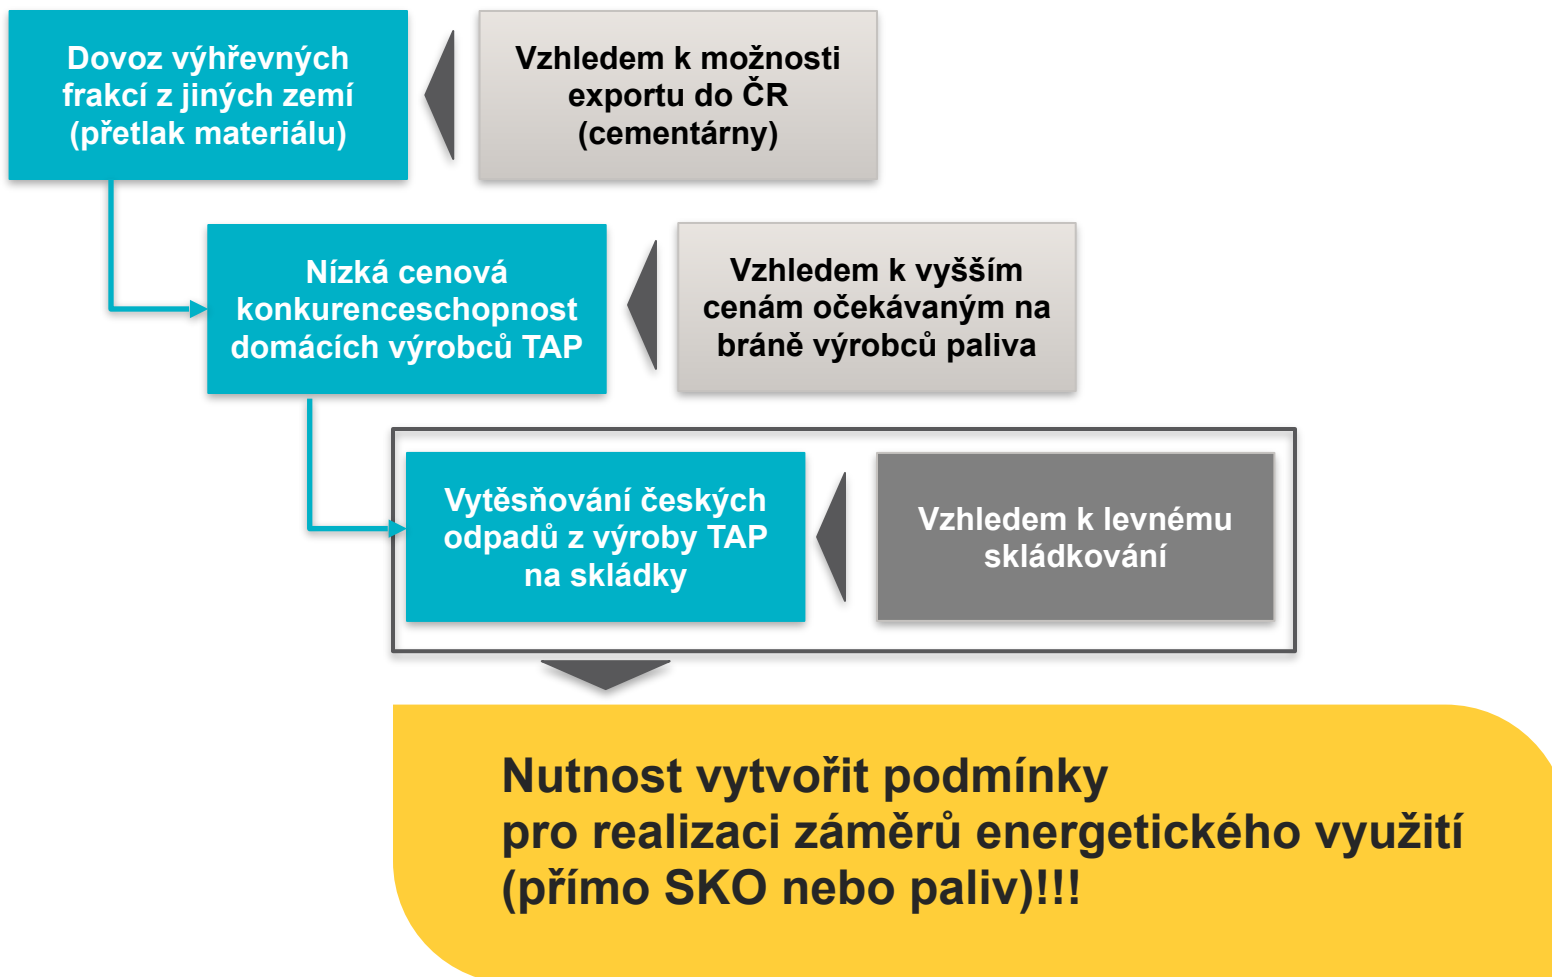 Dovoz výhřevných
frakcí z jiných zemí
(přetlak materiálu)
Vzhledem k možnosti
exportu do ČR
(cementárny)
Nízká cenová
konkurenceschopnost
domácích výrobců TAP
Vzhledem k vyšším
cenám očekávaným na
bráně výrobců paliva
Vytěsňování českých
odpadů z výroby TAP
na skládky
Vzhledem k levnému
skládkování
Nutnost vytvořit podmínky
pro realizaci záměrů energetického využití
(přímo SKO nebo paliv)!!!